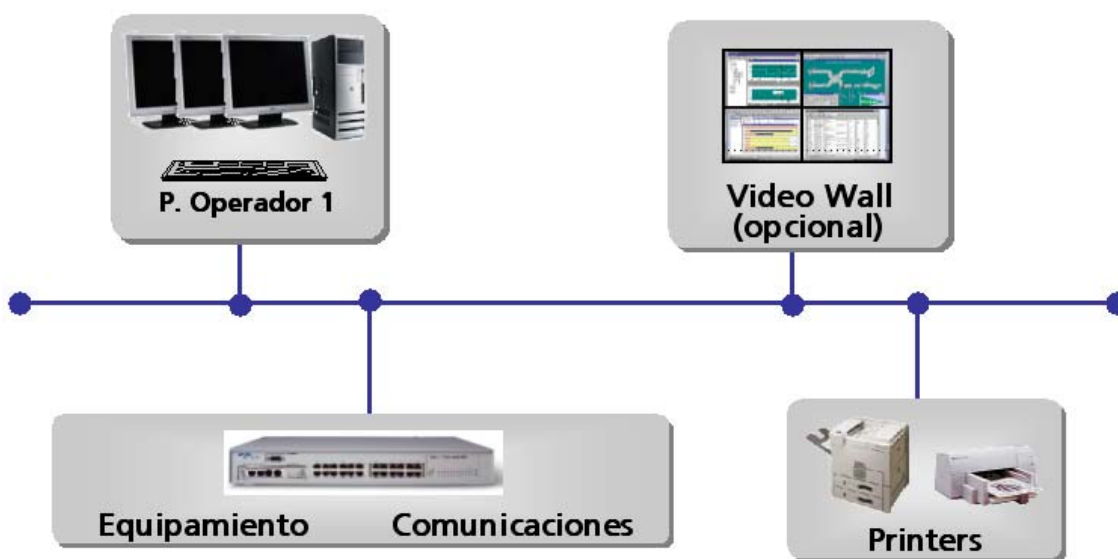 P. Operador 1
Video Wall
(opcional)
Equipamiento Comunicaciones
Printers